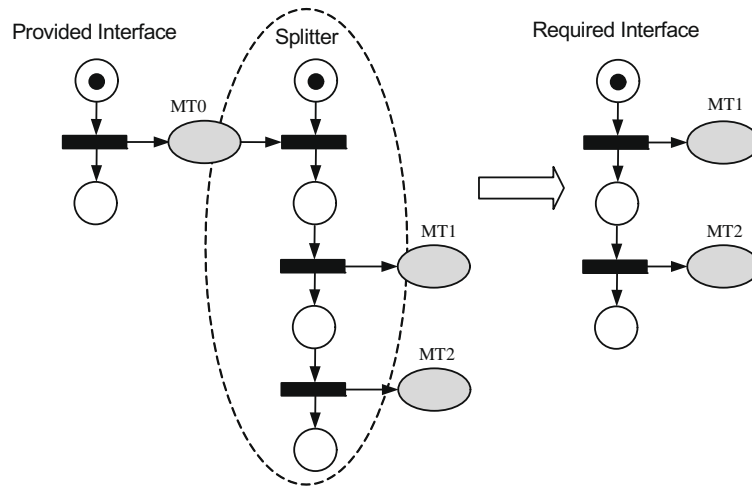 Provided Interface
Splitter
Required Interface
MT0
MT1
MT1
MT2
MT2